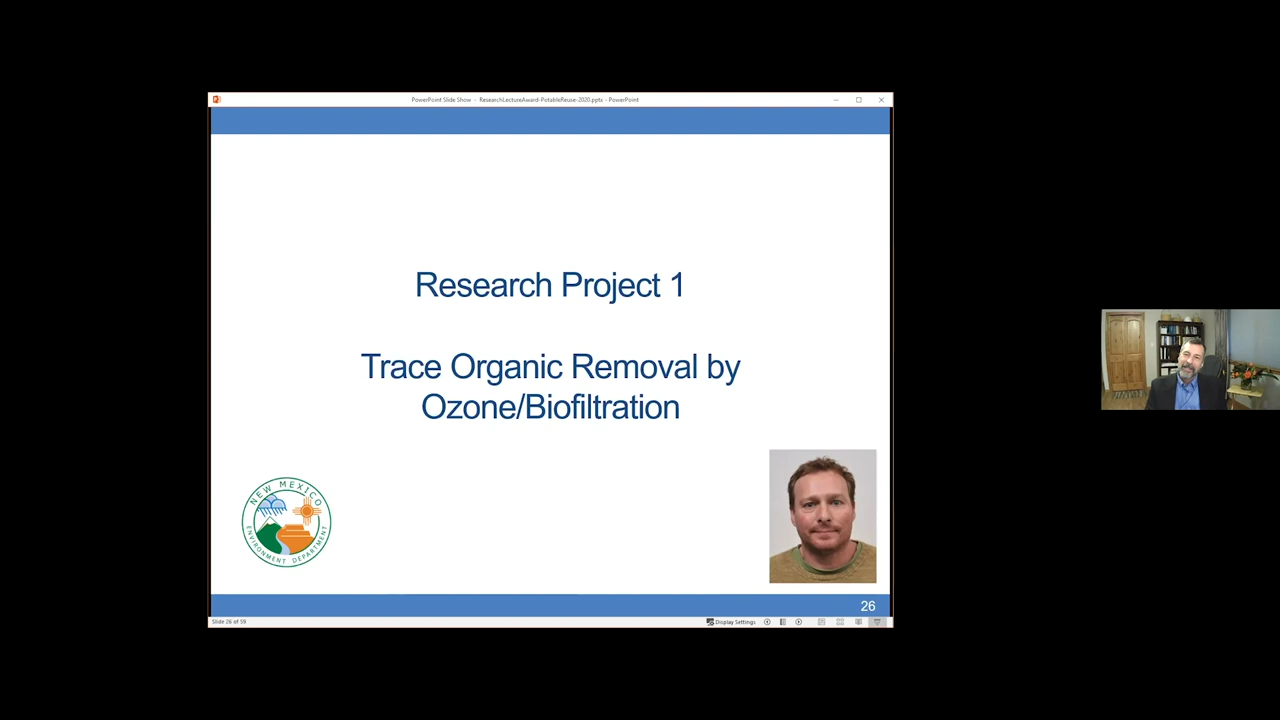 PowerPoint Slide Show - ResearchLectureAward-PotableReuse-2020.pptx - PowerPoint
Research Project 1
Trace Organic Removal by
Ozone/Biofiltration
NEW MEXICO
ENVIRONMENT DEPARTMENT
26
Slide 26 of 59
Display Settings